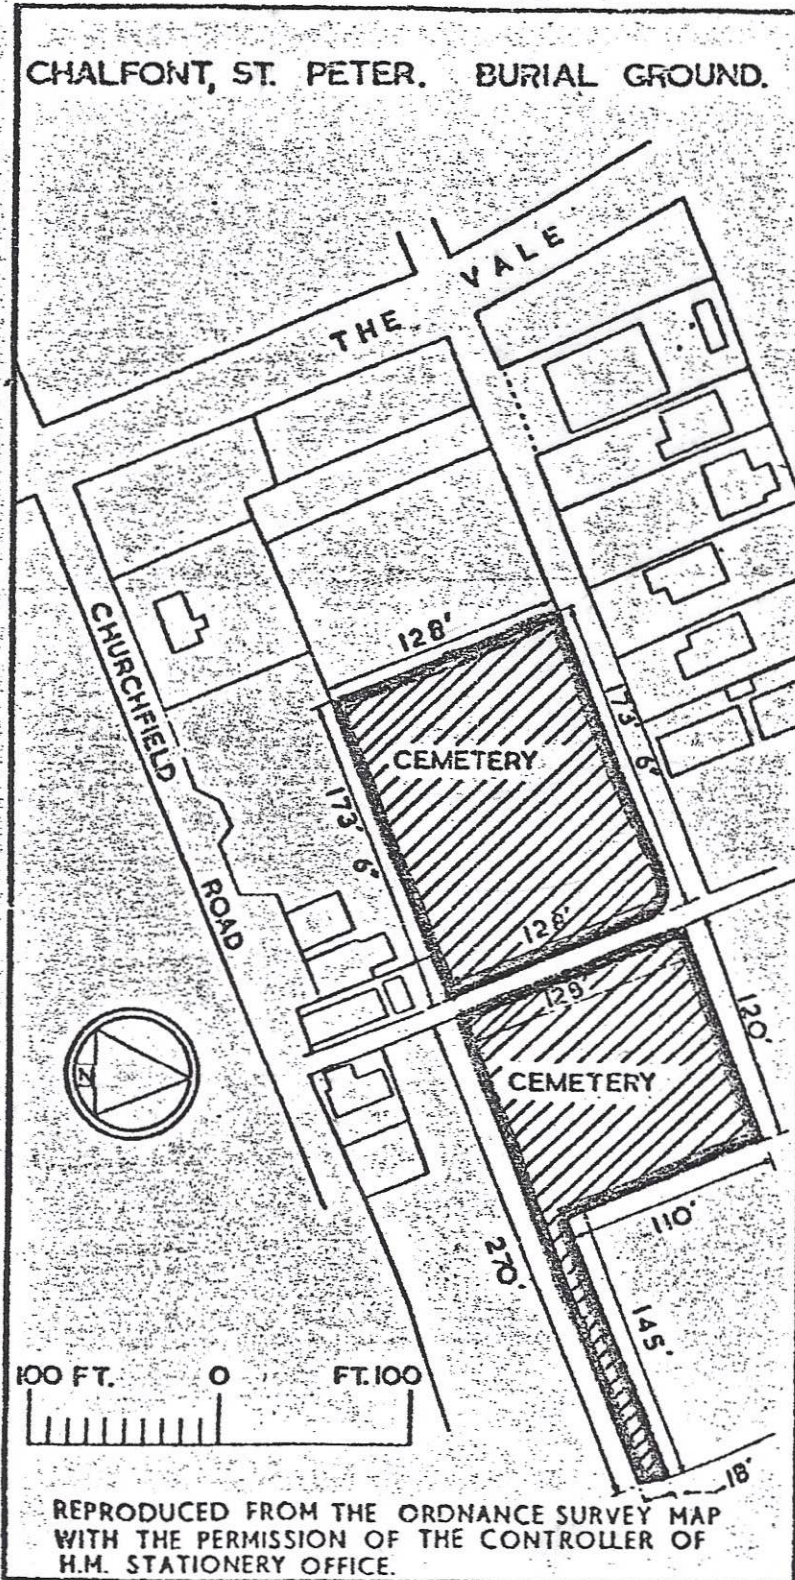 CHALFONT, ST. PETER. BURIAL GROUND.
THE VALE
CHURCHFIELD ROAD
128'
173' 6"
CEMETERY
173' 6"
128'
129'
120'
N
CEMETERY
110'
270'
145'
18'
100 FT. 0 FT. 100
REPRODUCED FROM THE ORDNANCE SURVEY MAP
WITH THE PERMISSION OF THE CONTROLLER OF
H.M. STATIONERY OFFICE.